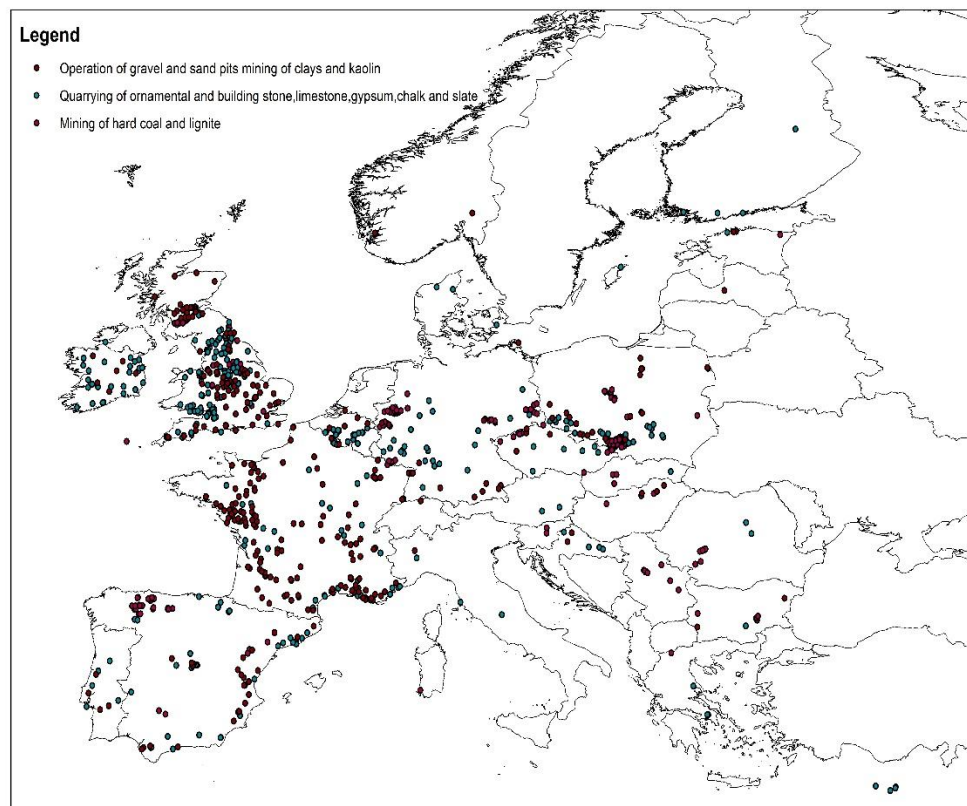 Legend
Operation of gravel and sand pits mining of clays and kaolin
Quarrying of ornamental and building stone,limestone,gypsum,chalk and slate
Mining of hard coal and lignite